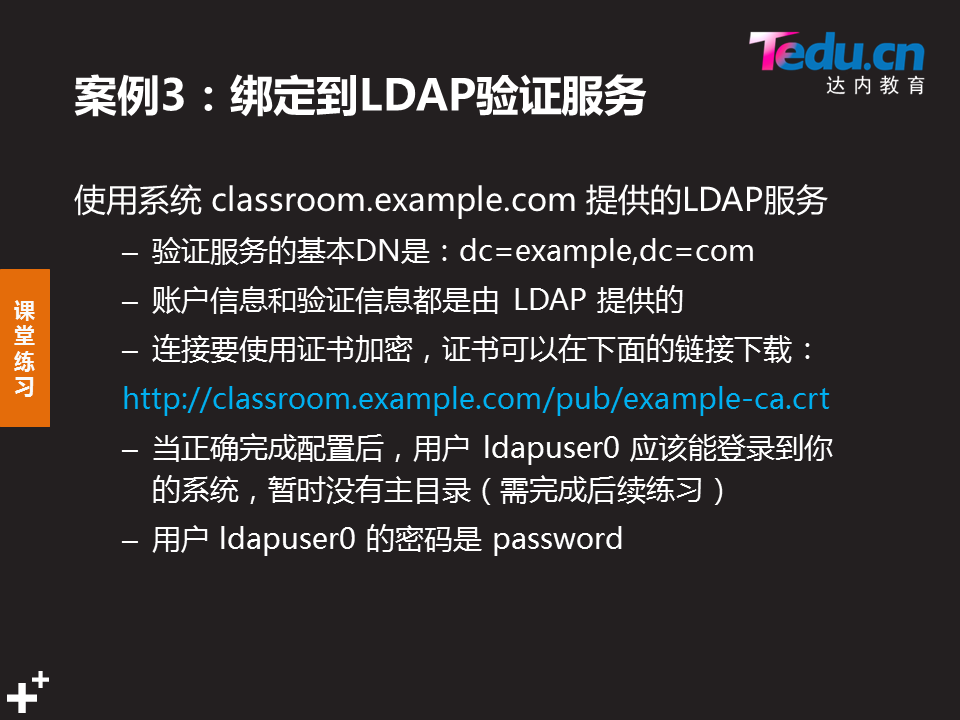 Tedu.cn
达内教育
案例3：绑定到LDAP验证服务
使用系统 classroom.example.com 提供的LDAP服务
– 验证服务的基本DN是：dc=example,dc=com
– 账户信息和验证信息都是由 LDAP 提供的
– 连接要使用证书加密，证书可以在下面的链接下载：
http://classroom.example.com/pub/example-ca.crt
– 当正确完成配置后，用户 ldapuser0 应该能登录到你
的系统，暂时没有主目录（需完成后续练习）
– 用户 ldapuser0 的密码是 password
课
堂
练
习